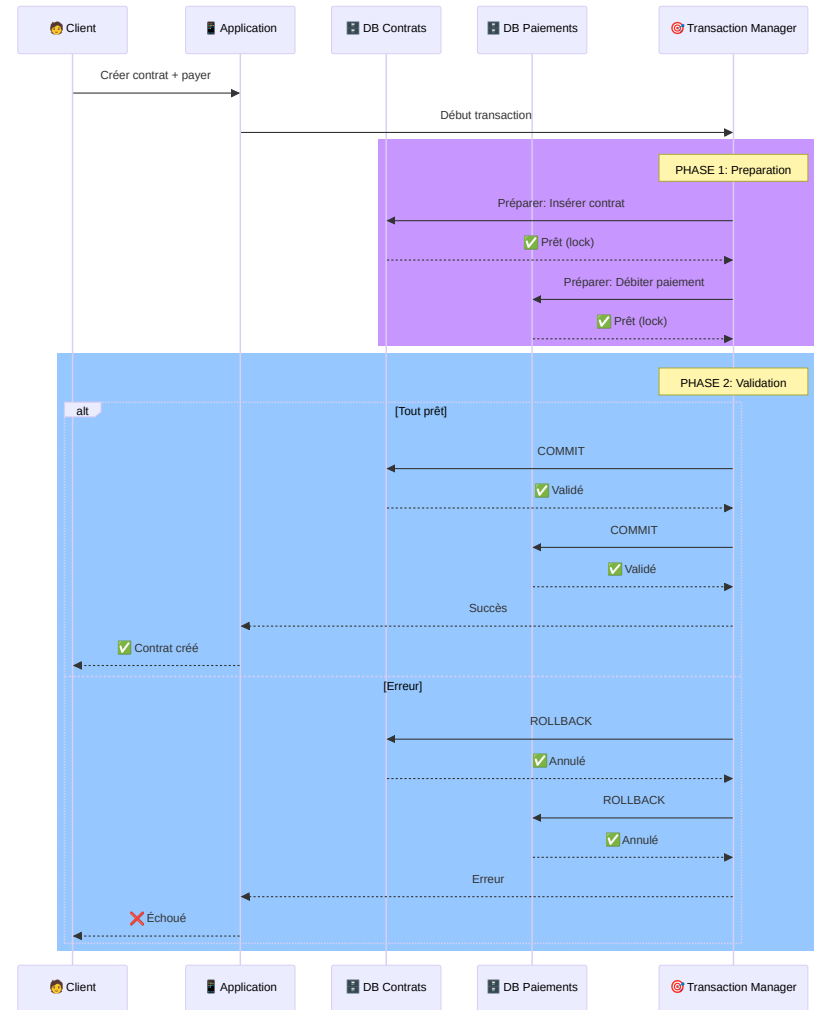 🧑 Client
📱 Application
🗄️ DB Contrats
🗄️ DB Paiements
🎯 Transaction Manager
Créer contrat + payer
Début transaction
PHASE 1: Preparation
Préparer: Insérer contrat
✅ Prêt (lock)
Préparer: Débiter paiement
✅ Prêt (lock)
PHASE 2: Validation
alt
[Tout prêt]
COMMIT
✅ Validé
COMMIT
✅ Validé
Succès
✅ Contrat créé
[Erreur]
ROLLBACK
✅ Annulé
ROLLBACK
✅ Annulé
Erreur
❌ Échoué
🧑 Client
📱 Application
🗄️ DB Contrats
🗄️ DB Paiements
🎯 Transaction Manager